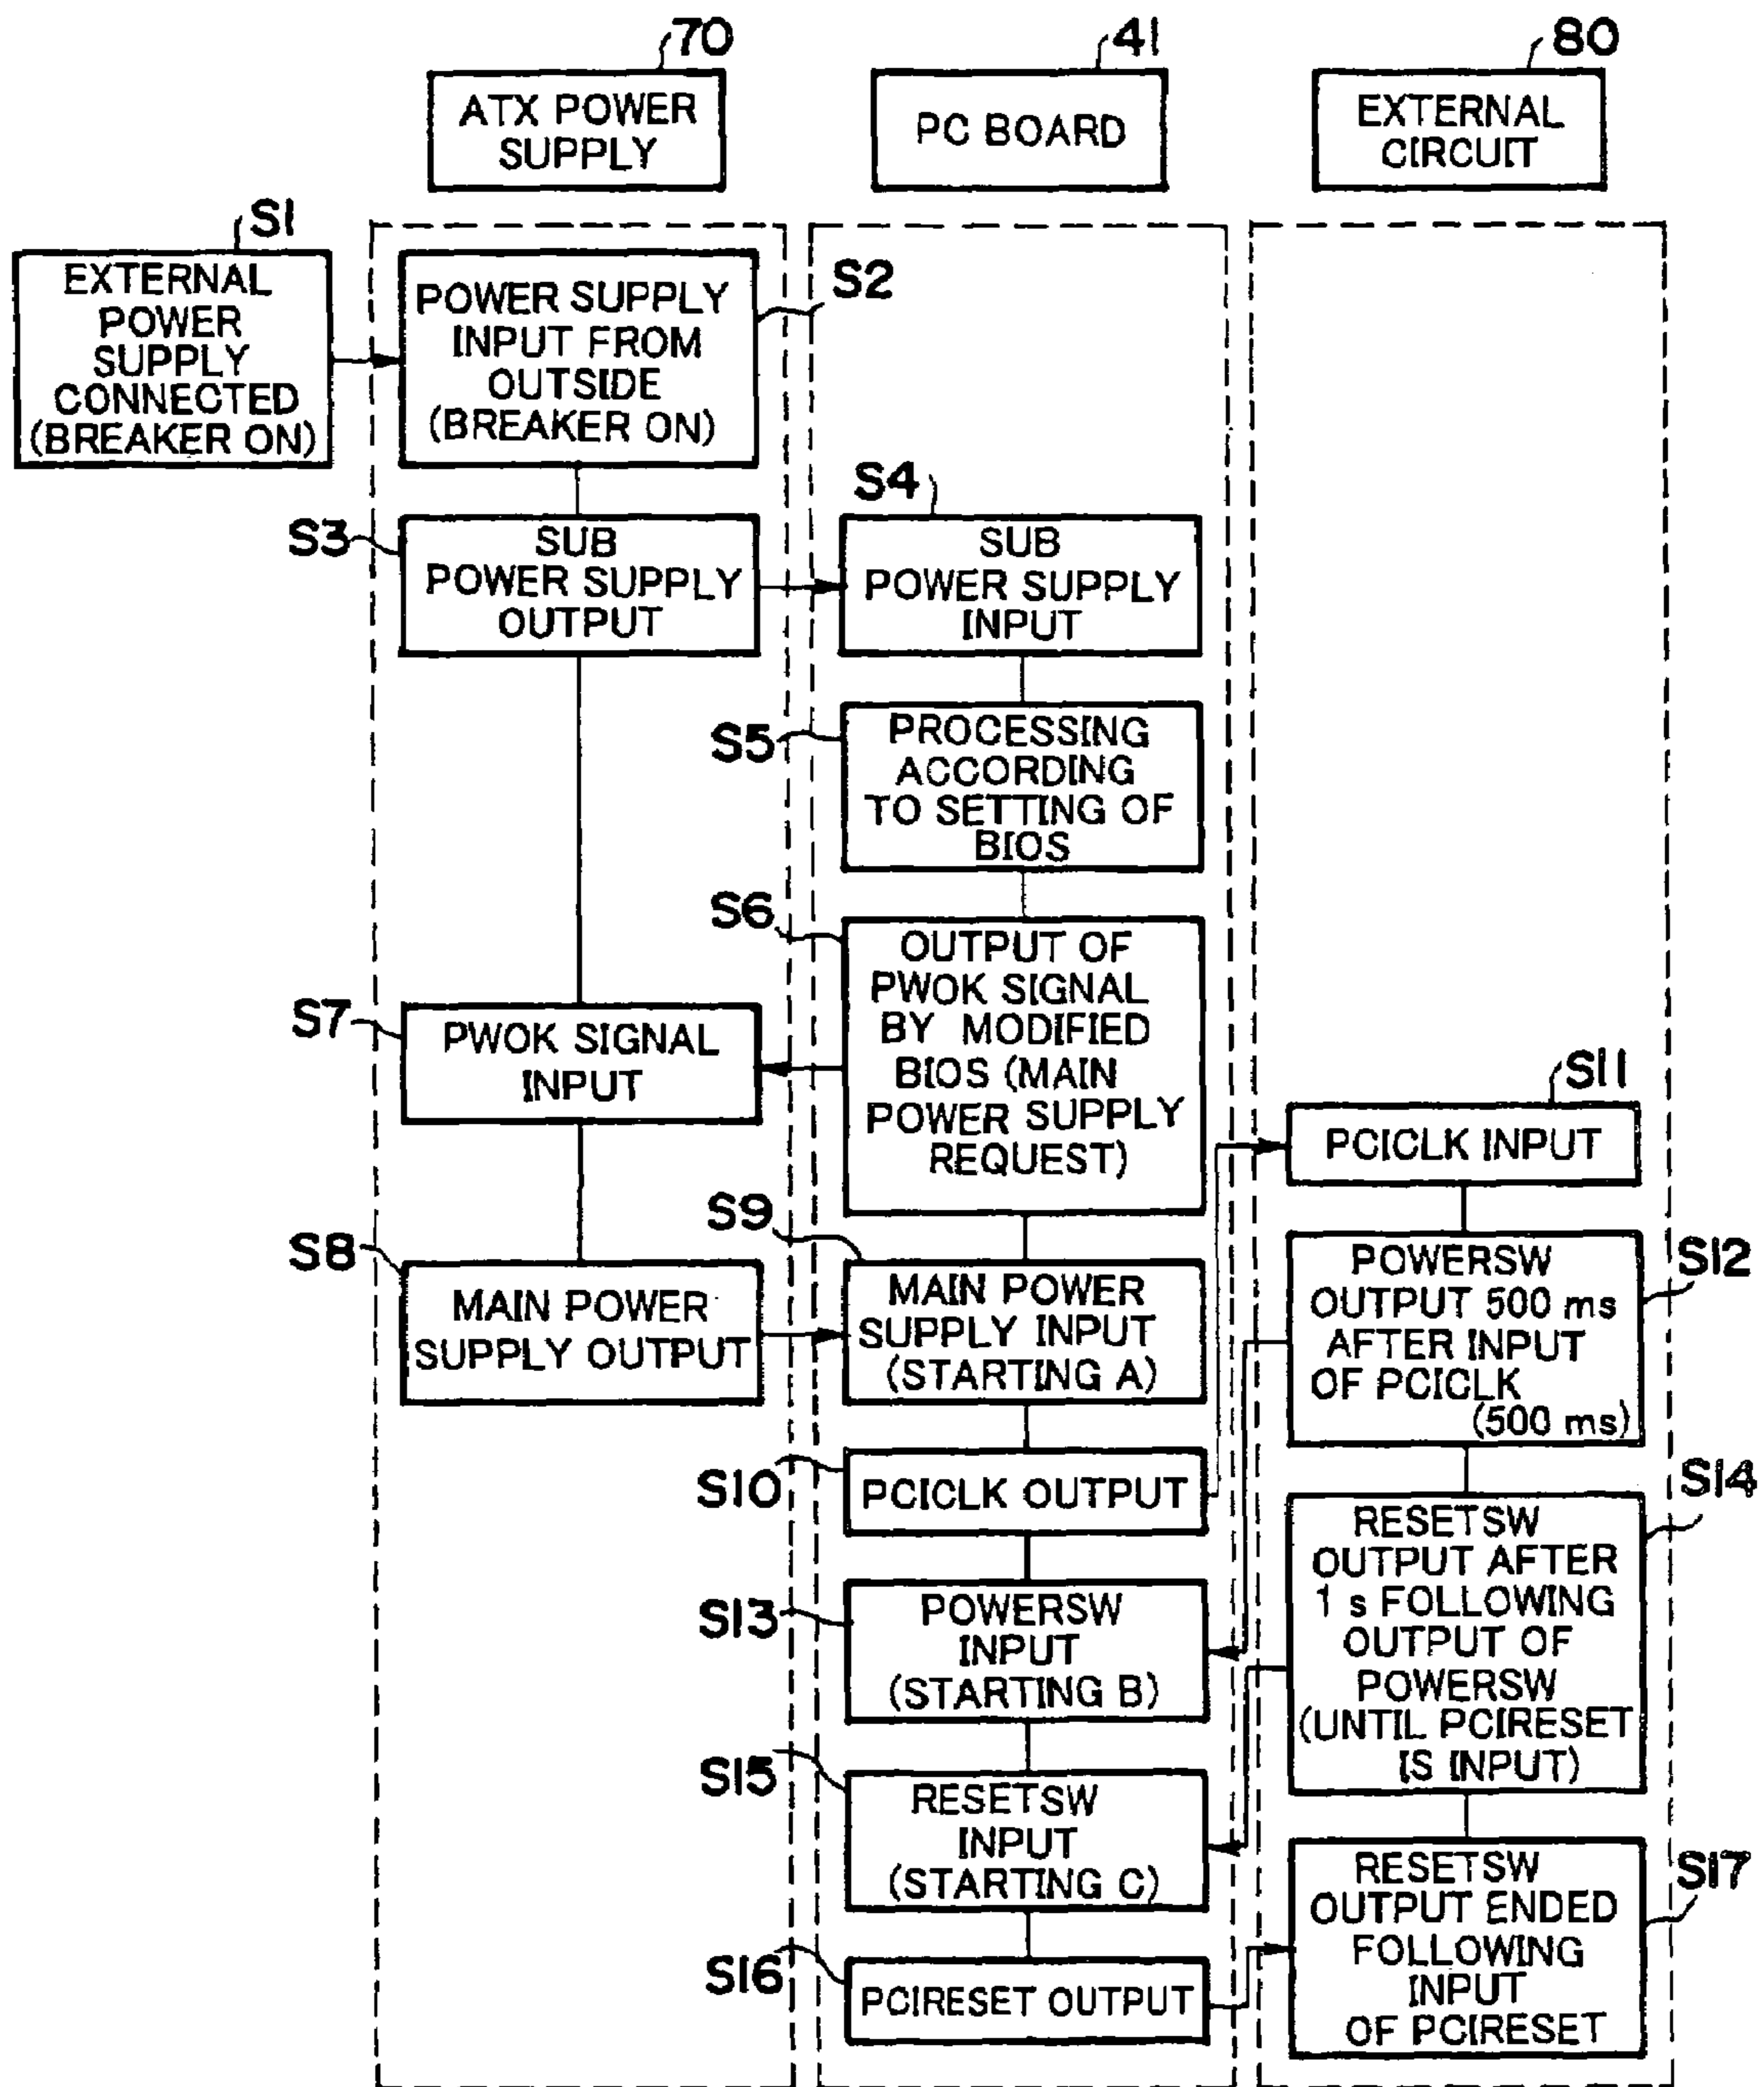 70
ATX POWER
SUPPLY
41
PC BOARD
80
EXTERNAL
CIRCUIT
S1
EXTERNAL
POWER
SUPPLY
CONNECTED
(BREAKER ON)
S2
POWER SUPPLY
INPUT FROM
OUTSIDE
(BREAKER ON)
S3
SUB
POWER SUPPLY
OUTPUT
S4
SUB
POWER SUPPLY
INPUT
S5
PROCESSING
ACCORDING
TO SETTING OF
BIOS
S6
OUTPUT OF
PWOK SIGNAL
BY MODIFIED
BIOS (MAIN
POWER SUPPLY
REQUEST)
S7
PWOK SIGNAL
INPUT
S8
MAIN POWER
SUPPLY OUTPUT
S9
MAIN POWER
SUPPLY INPUT
(STARTING A)
S10
PCICLK OUTPUT
S11
PCICLK INPUT
S12
POWERSW
OUTPUT 500 ms
AFTER INPUT
OF PCICLK
(500 ms)
S13
POWERSW
INPUT
(STARTING B)
S14
RESETSW
OUTPUT AFTER
1 s FOLLOWING
OUTPUT OF
POWERSW
(UNTIL PCIRESET
IS INPUT)
S15
RESETSW
INPUT
(STARTING C)
S16
PCIRESET OUTPUT
S17
RESETSW
OUTPUT ENDED
FOLLOWING
INPUT
OF PCIRESET